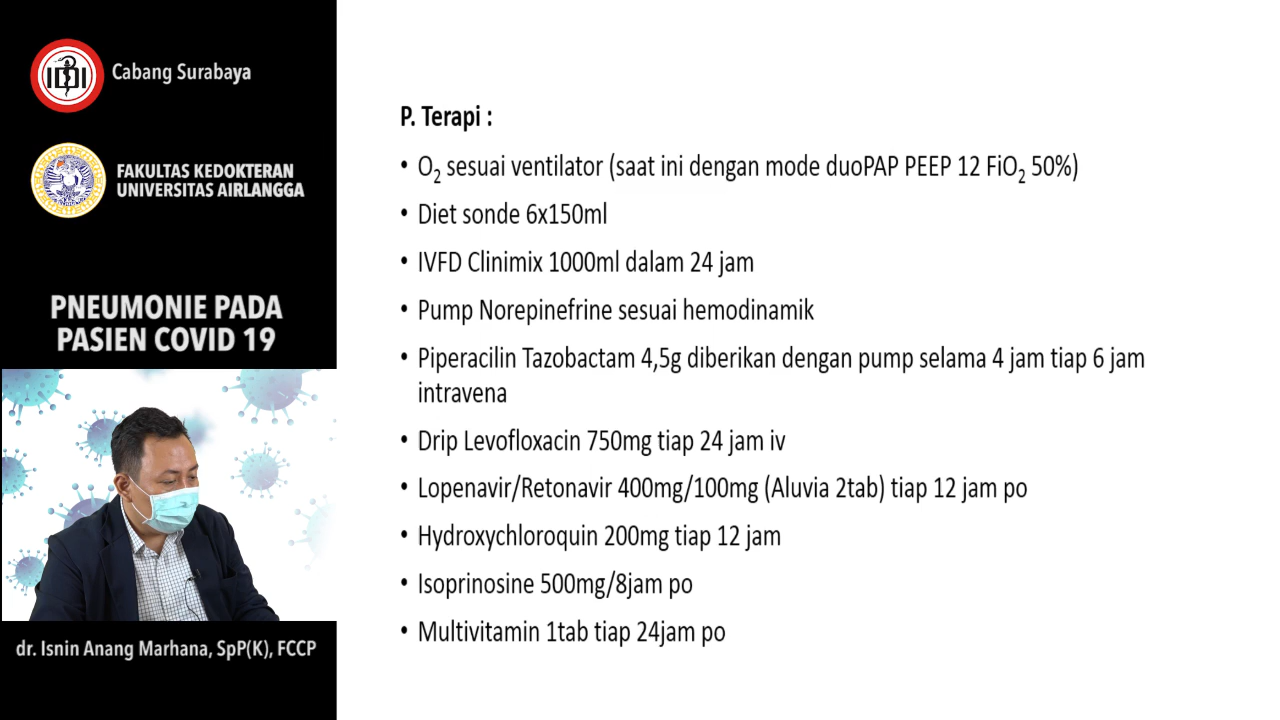 IDI
Cabang Surabaya
FAKULTAS KEDOKTERAN
UNIVERSITAS AIRLANGGA
PNEUMONIE PADA
PASIEN COVID 19
dr. Isnin Anang Marhana, SpP(K), FCCP
P. Terapi :
• O₂ sesuai ventilator (saat ini dengan mode duoPAP PEEP 12 FiO₂ 50%)
• Diet sonde 6x150ml
• IVFD Clinimix 1000ml dalam 24 jam
• Pump Norepinefrine sesuai hemodinamik
• Piperacilin Tazobactam 4,5g diberikan dengan pump selama 4 jam tiap 6 jam
intravena
• Drip Levofloxacin 750mg tiap 24 jam iv
• Lopenavir/Retonavir 400mg/100mg (Aluvia 2tab) tiap 12 jam po
• Hydroxychloroquin 200mg tiap 12 jam
• Isoprinosine 500mg/8jam po
• Multivitamin 1tab tiap 24jam po